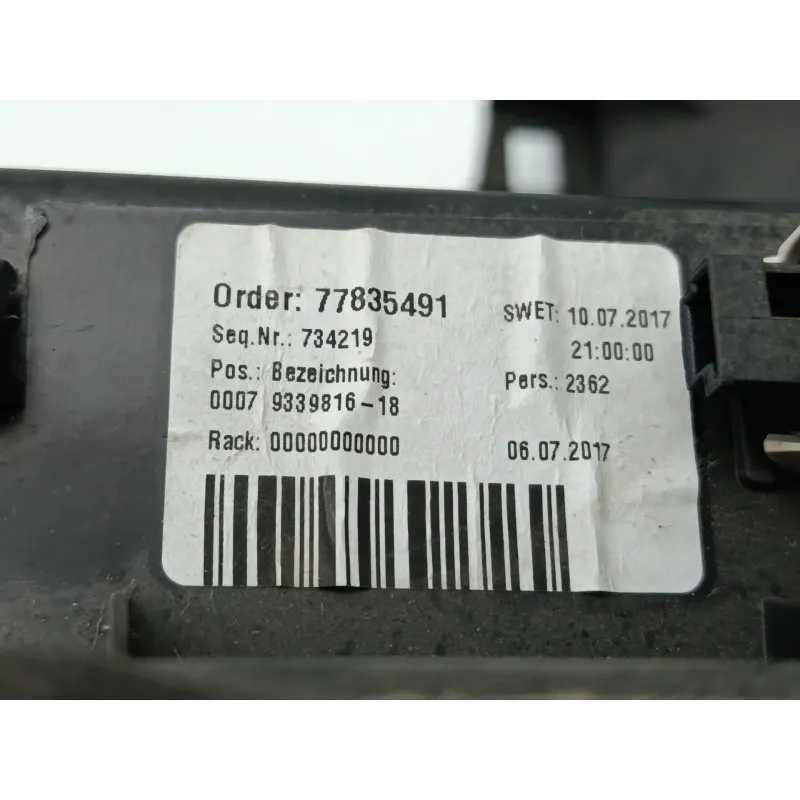 Order: 77835491
SWET: 10.07.2017
Seq.Nr.: 734219
21:00:00
Pos.: Bezeichnung:
Pers.: 2362
0007 9339816-18
Rack: 00000000000
06.07.2017